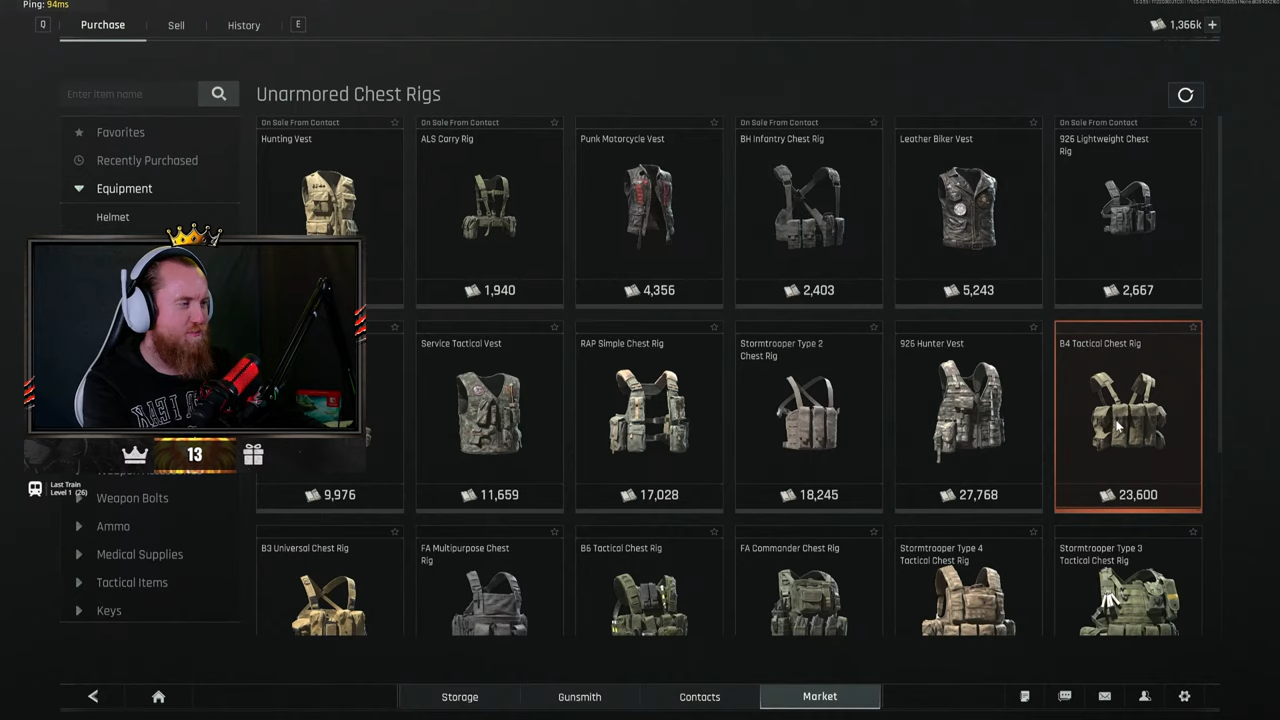 Ping: 94ms
Q Purchase Sell History E
1,366k +
Enter item name
Unarmored Chest Rigs
Favorites
Recently Purchased
Equipment
Helmet
On Sale From Contact
Hunting Vest
On Sale From Contact
ALS Carry Rig
1,940
Punk Motorcycle Vest
4,356
On Sale From Contact
BH Infantry Chest Rig
2,403
Leather Biker Vest
5,243
On Sale From Contact
926 Lightweight Chest
Rig
2,667
9,976
Service Tactical Vest
11,659
RAP Simple Chest Rig
17,028
Stormtrooper Type 2
Chest Rig
18,245
926 Hunter Vest
27,768
B4 Tactical Chest Rig
23,600
13
Last Train
Level 1 (26)
Weapon Bolts
Ammo
Medical Supplies
Tactical Items
Keys
B3 Universal Chest Rig
FA Multipurpose Chest
Rig
B6 Tactical Chest Rig
FA Commander Chest Rig
Stormtrooper Type 4
Tactical Chest Rig
Stormtrooper Type 3
Tactical Chest Rig
Storage Gunsmith Contacts Market